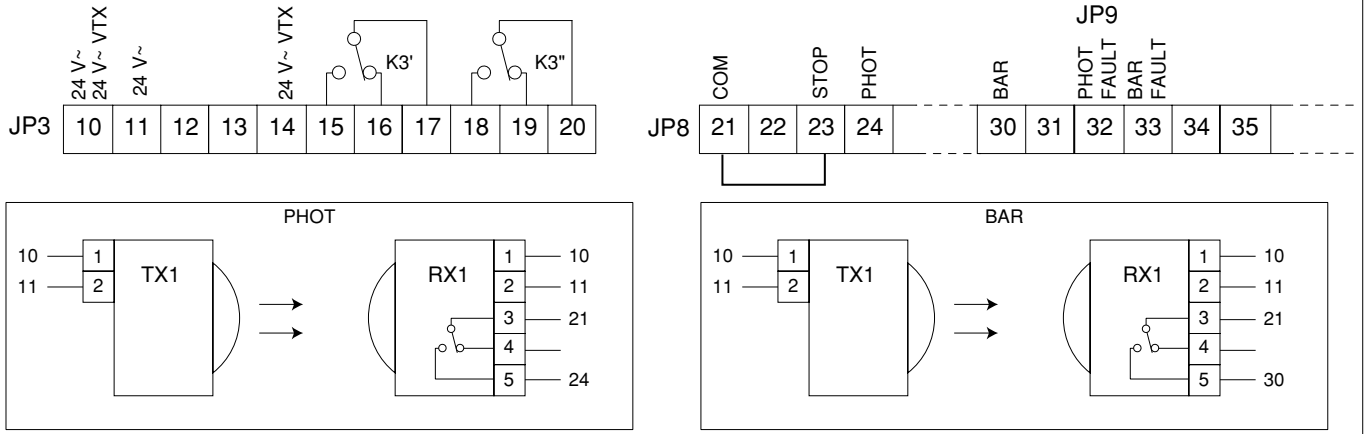 JP9
24 V~
24 V~ VTX
24 V~
24 V~ VTX
K3'
K3"
COM
STOP
PHOT
BAR
PHOT
FAULT
BAR
FAULT
JP3 10 11 12 13 14 15 16 17 18 19 20
JP8 21 22 23 24 30 31 32 33 34 35
PHOT
10 1 TX1 RX1 1 10
11 2 2 11
3 21
4
5 24
BAR
10 1 TX1 RX1 1 10
11 2 2 11
3 21
4
5 30